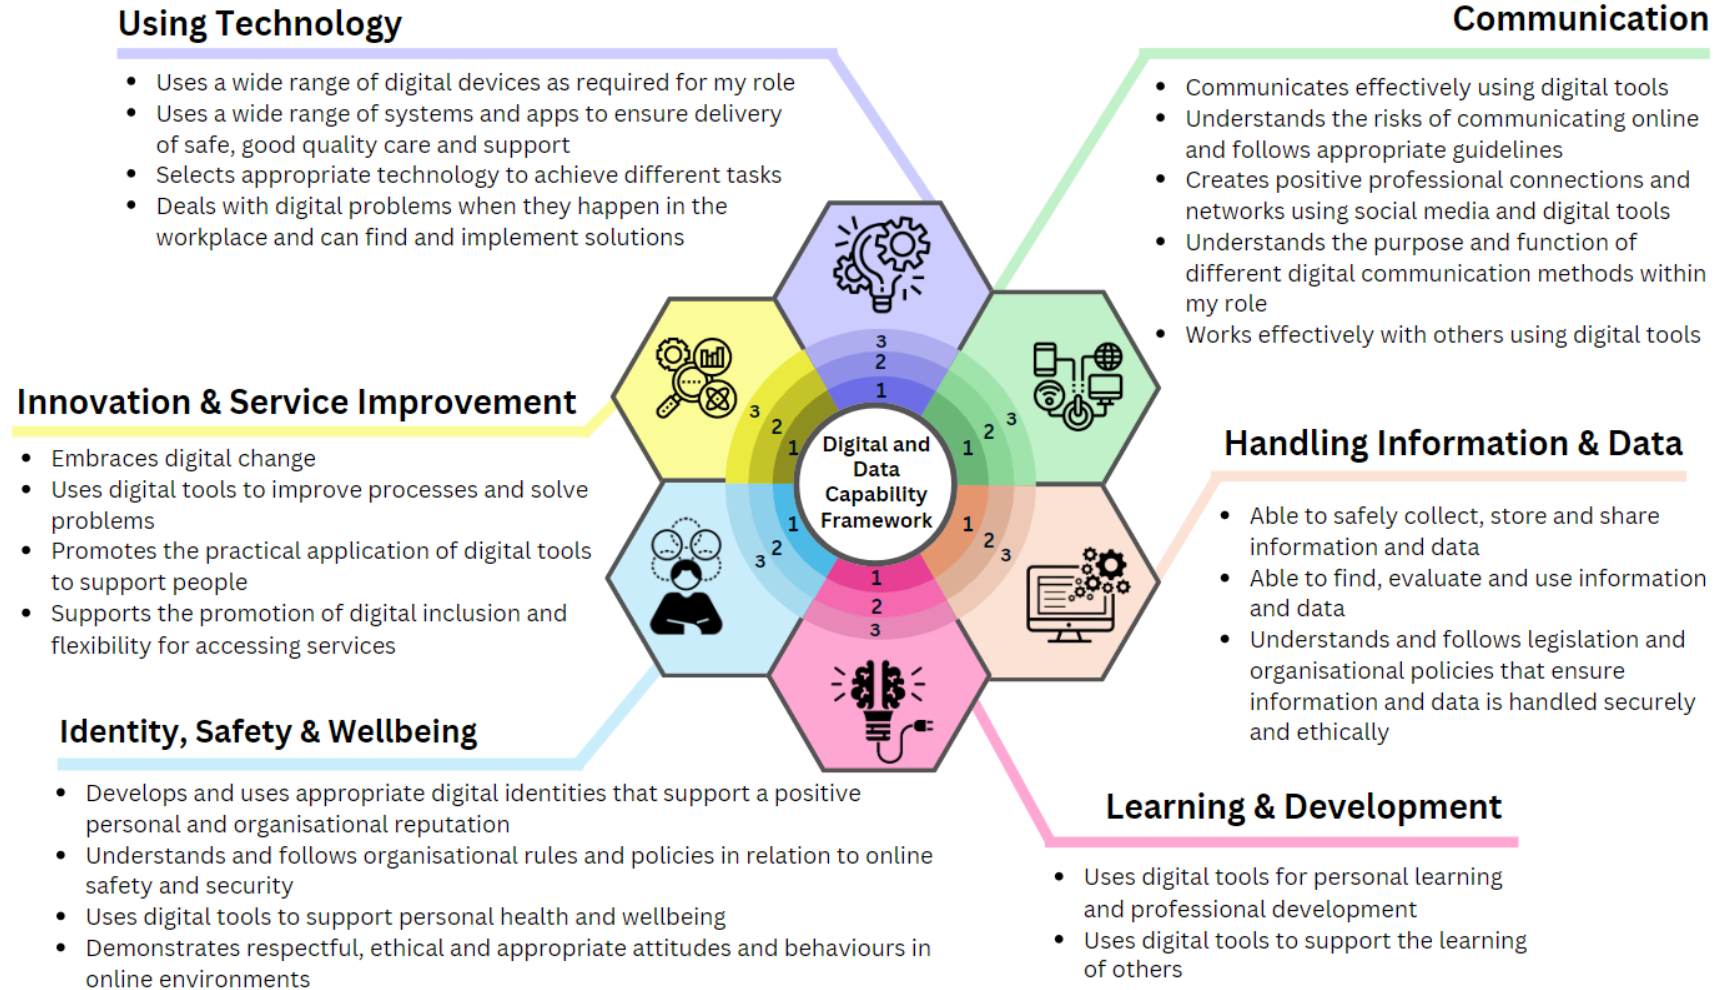 Using Technology
• Uses a wide range of digital devices as required for my role
• Uses a wide range of systems and apps to ensure delivery
of safe, good quality care and support
• Selects appropriate technology to achieve different tasks
• Deals with digital problems when they happen in the
workplace and can find and implement solutions
Communication
• Communicates effectively using digital tools
• Understands the risks of communicating online
and follows appropriate guidelines
• Creates positive professional connections and
networks using social media and digital tools
• Understands the purpose and function of
different digital communication methods within
my role
• Works effectively with others using digital tools
Innovation & Service Improvement
• Embraces digital change
• Uses digital tools to improve processes and solve
problems
• Promotes the practical application of digital tools
to support people
• Supports the promotion of digital inclusion and
flexibility for accessing services
3
2
1
3
2
1
1
2
3
Digital and
Data
Capability
Framework
1
2
3
1
2
3
1
2
3
Handling Information & Data
• Able to safely collect, store and share
information and data
• Able to find, evaluate and use information
and data
• Understands and follows legislation and
organisational policies that ensure
information and data is handled securely
and ethically
Identity, Safety & Wellbeing
• Develops and uses appropriate digital identities that support a positive
personal and organisational reputation
• Understands and follows organisational rules and policies in relation to online
safety and security
• Uses digital tools to support personal health and wellbeing
• Demonstrates respectful, ethical and appropriate attitudes and behaviours in
online environments
Learning & Development
• Uses digital tools for personal learning
and professional development
• Uses digital tools to support the learning
of others